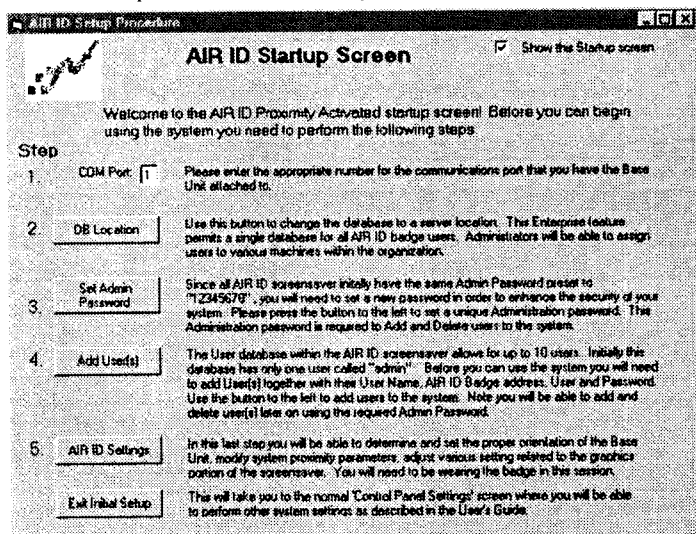 AIR ID Setup Procedure
AIR ID Startup Screen
Show this Startup screen
Welcome to the AIR ID Proximity Activated startup screen! Before you can begin
using the system you need to perform the following steps
Step
1. COM Port: 1
Please enter the appropriate number for the communications port that you have the Base
Unit attached to.
2. DB Location
Use this button to change the database to a server location. This Enterprise feature
permits a single database for all AIR ID badge users. Administrators will be able to assign
users to various machines within the organization.
3. Set Admin
Password
Since all AIR ID screensaver initally have the same Admin Password preset to
"12345678", you will need to set a new password in order to enhance the security of your
system. Please press the button to the left to set a unique Administration password. This
Administration password is required to Add and Delete users to the system.
4. Add User(s)
The User database within the AIR ID screensaver allows for up to 10 users. Initially this
database has only one user called "admin". Before you can use the system you will need
to add User(s) together with their User Name, AIR ID Badge address, User and Password.
Use the button to the left to add users to the system. Note you will be able to add and
delete user(s) later on using the required Admin Password.
5. AIR ID Settings
In this last step you will be able to determine and set the proper orientation of the Base
Unit, modify system proximity parameters, adjust various setting related to the graphics
portion of the screensaver. You will need to be wearing the badge in this session.
Exit Initial Setup
This will take you to the normal 'Control Panel Settings' screen where you will be able
to perform other system settings as described in the User's Guide.